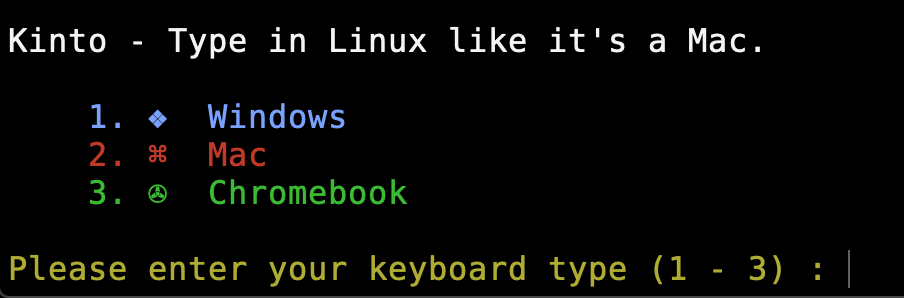 Kinto - Type in Linux like it's a Mac.
1. ❖ Windows
2. ⌘ Mac
3. ✇ Chromebook
Please enter your keyboard type (1 - 3) :